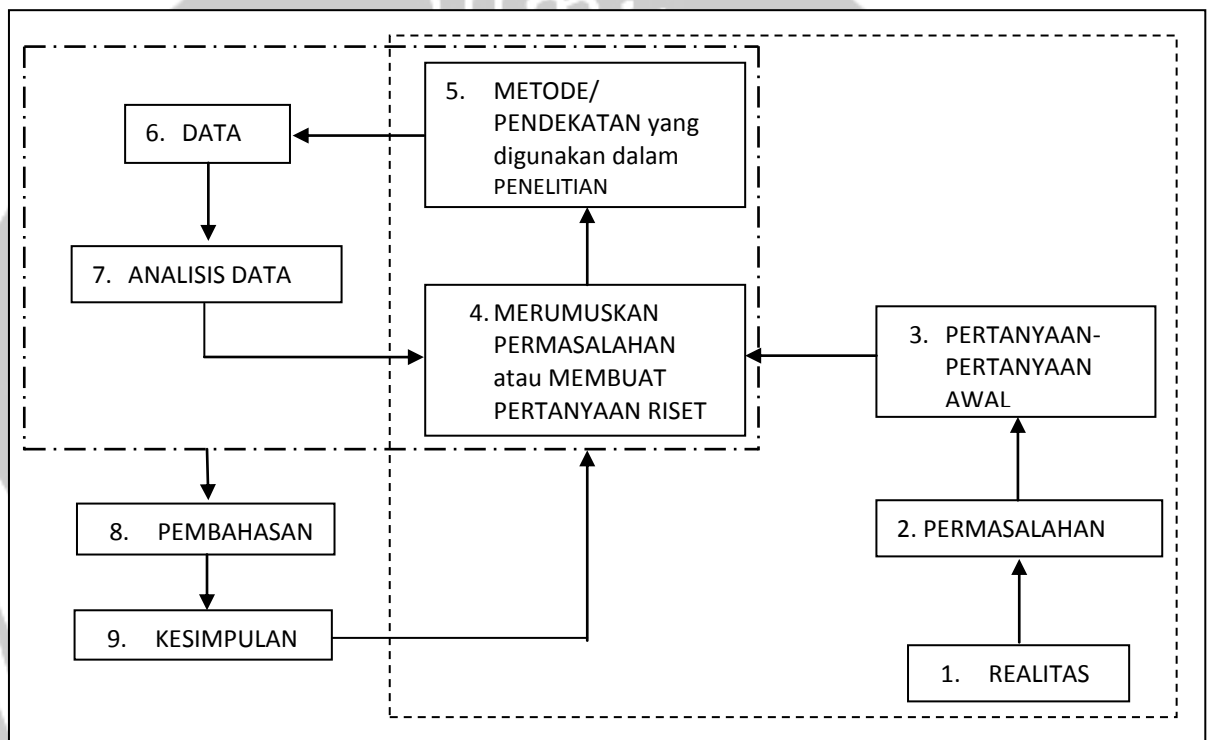 5. METODE/
PENDEKATAN yang
digunakan dalam
PENELITIAN
6. DATA
7. ANALISIS DATA
4. MERUMUSKAN
PERMASALAHAN
atau MEMBUAT
PERTANYAAN RISET
3. PERTANYAAN-
PERTANYAAN
AWAL
8. PEMBAHASAN
2. PERMASALAHAN
9. KESIMPULAN
1. REALITAS